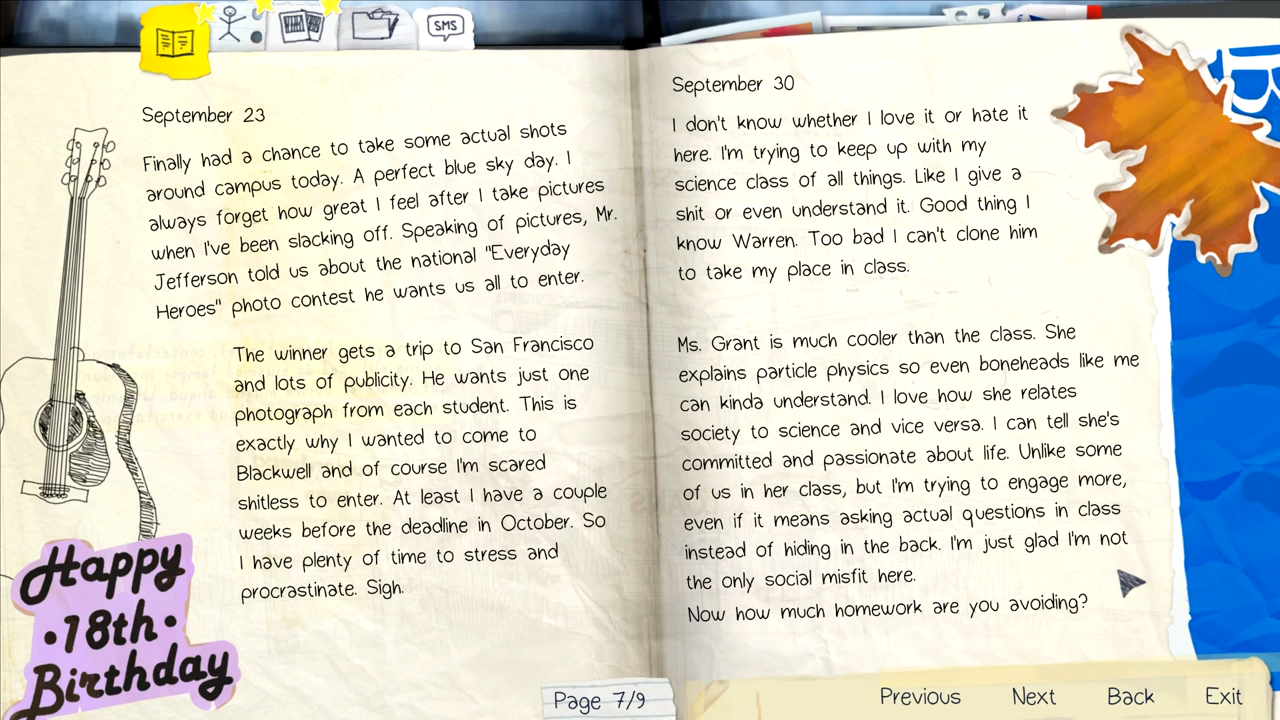 SMS
September 23
Finally had a chance to take some actual shots
around campus today. A perfect blue sky day. I
always forget how great I feel after I take pictures
when I've been slacking off. Speaking of pictures, Mr.
Jefferson told us about the national "Everyday
Heroes" photo contest he wants us all to enter.
The winner gets a trip to San Francisco
and lots of publicity. He wants just one
photograph from each student. This is
exactly why I wanted to come to
Blackwell and of course I'm scared
shitless to enter. At least I have a couple
weeks before the deadline in October. So
I have plenty of time to stress and
procrastinate. Sigh.
Happy
•18th•
Birthday
September 30
I don't know whether I love it or hate it
here. I'm trying to keep up with my
science class of all things. Like I give a
shit or even understand it. Good thing I
know Warren. Too bad I can't clone him
to take my place in class.
Ms. Grant is much cooler than the class. She
explains particle physics so even boneheads like me
can kinda understand. I love how she relates
society to science and vice versa. I can tell she's
committed and passionate about life. Unlike some
of us in her class, but I'm trying to engage more,
even if it means asking actual questions in class
instead of hiding in the back. I'm just glad I'm not
the only social misfit here.
Now how much homework are you avoiding?
Page 7/9
Previous Next Back Exit